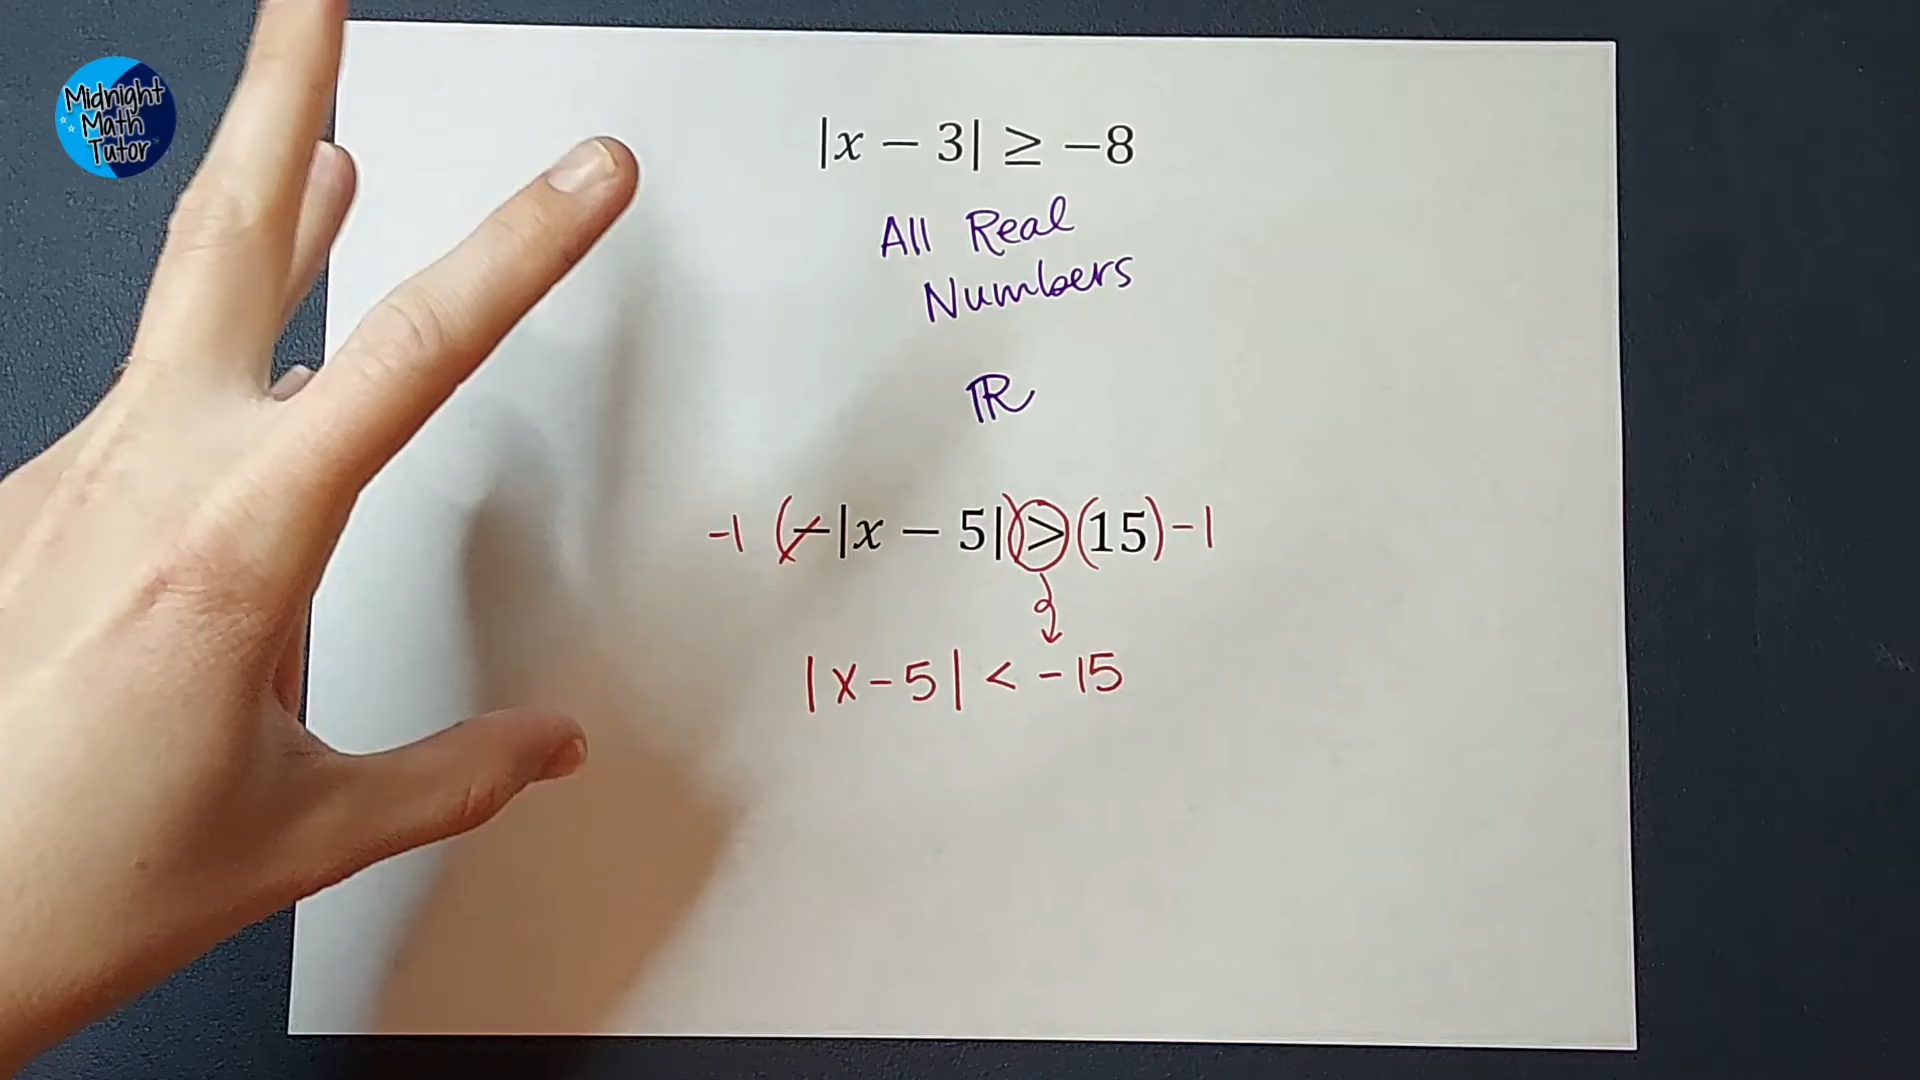 Midnight
Math
Tutor
|x − 3| ≥ −8
All Real
Numbers
ℝ
-1 (−|x − 5|) > (15) -1
|x-5| < -15